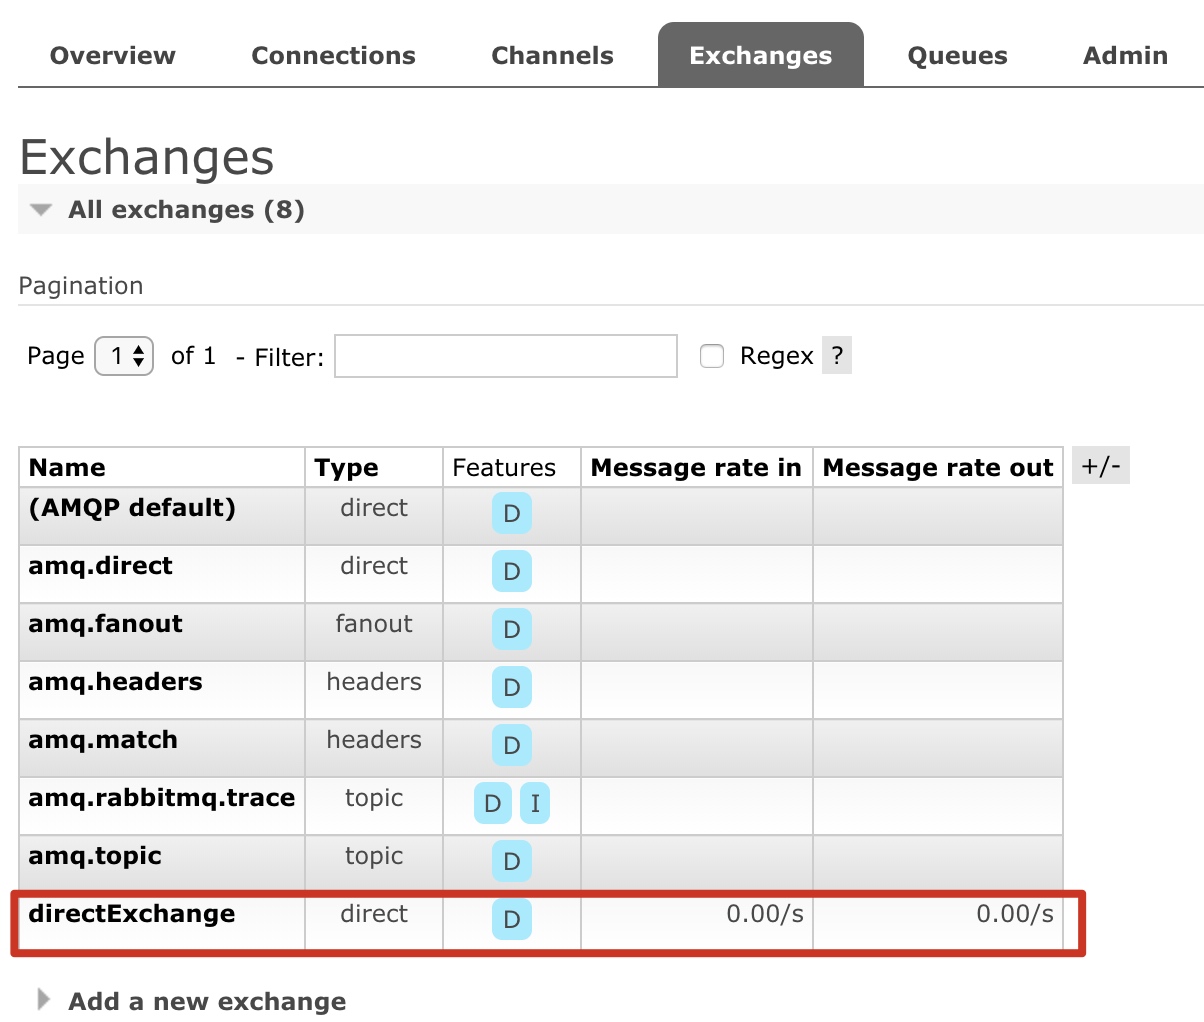 Overview Connections Channels Exchanges Queues Admin
Exchanges
All exchanges (8)
Pagination
Page 1 of 1 - Filter: Regex ?
Name Type Features Message rate in Message rate out +/-
(AMQP default) direct D
amq.direct direct D
amq.fanout fanout D
amq.headers headers D
amq.match headers D
amq.rabbitmq.trace topic D I
amq.topic topic D
directExchange direct D 0.00/s 0.00/s
Add a new exchange